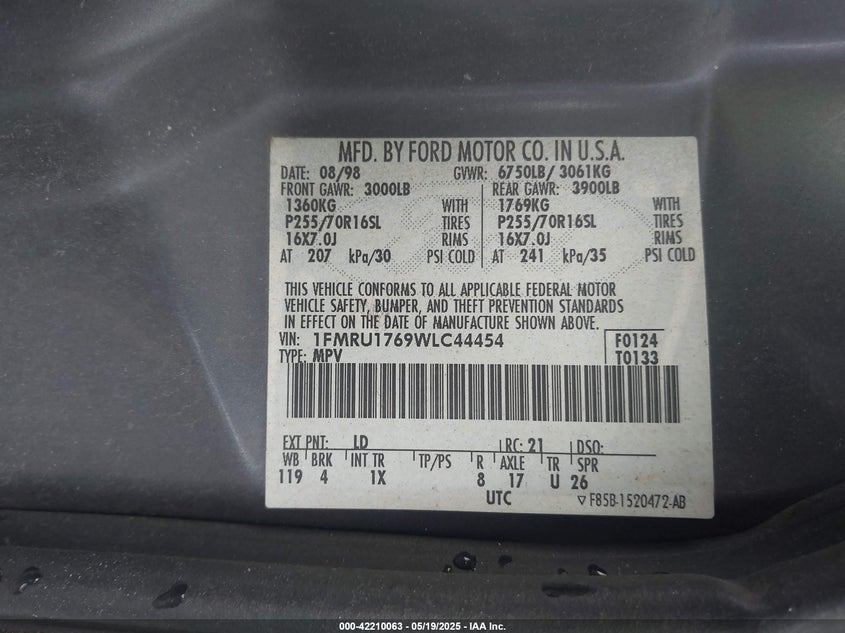 MFD. BY FORD MOTOR CO. IN U.S.A.
DATE: 08/98 GVWR: 6750LB/ 3061KG
FRONT GAWR: 3000LB REAR GAWR: 3900LB
1360KG WITH 1769KG WITH
P255/70R16SL TIRES P255/70R16SL TIRES
16X7.0J RIMS 16X7.0J RIMS
AT 207 kPa/30 PSI COLD AT 241 kPa/35 PSI COLD
THIS VEHICLE CONFORMS TO ALL APPLICABLE FEDERAL MOTOR
VEHICLE SAFETY, BUMPER, AND THEFT PREVENTION STANDARDS
IN EFFECT ON THE DATE OF MANUFACTURE SHOWN ABOVE.
VIN: 1FMRU1769WLC44454 F0124
TYPE: MPV T0133
EXT PNT: LD RC: 21 DSO:
WB BRK INT TR TP/PS R AXLE TR SPR
119 4 1X 8 17 U 26
UTC F85B-1520472-AB
000-42210063 - 05/19/2025 - IAA Inc.